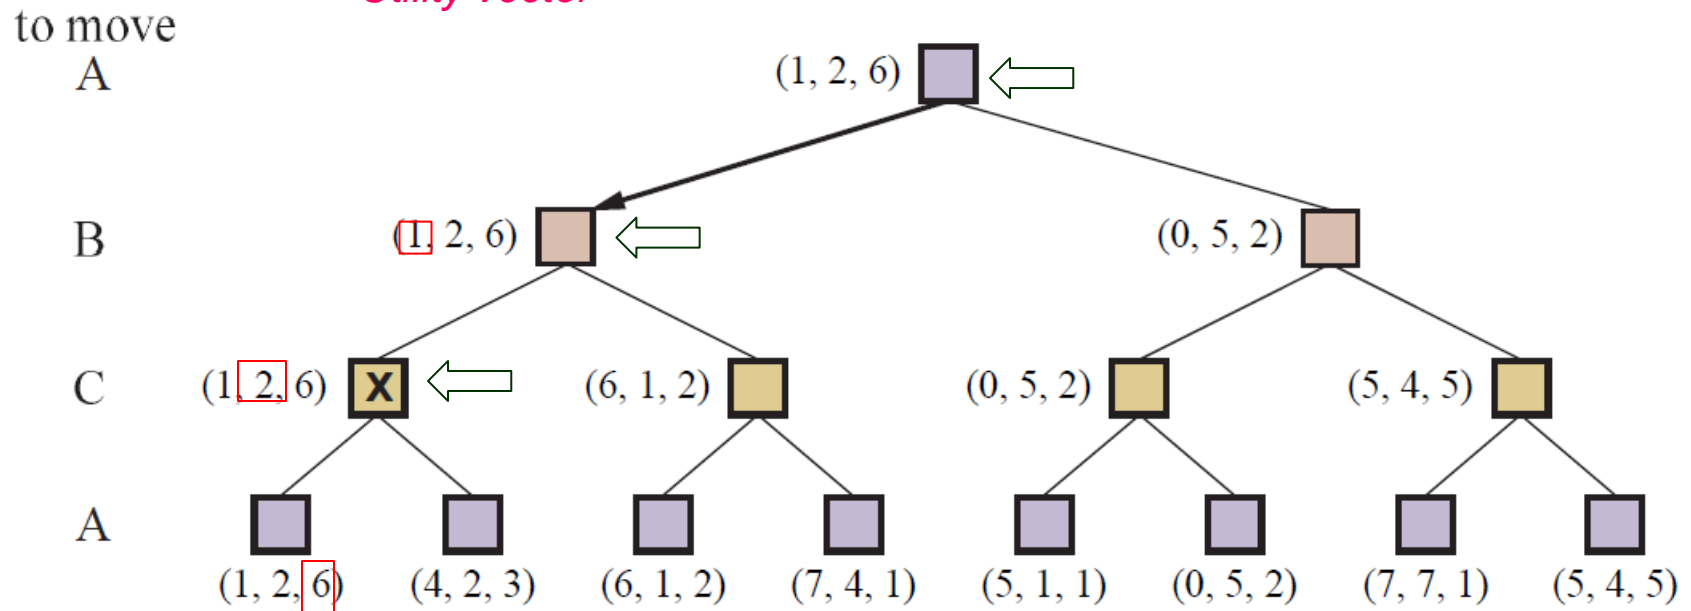 Utility Vector
to move
A
(1, 2, 6)
B
(1, 2, 6)
(0, 5, 2)
C
(1, 2, 6)
X
(6, 1, 2)
(0, 5, 2)
(5, 4, 5)
A
(1, 2, 6)
(4, 2, 3)
(6, 1, 2)
(7, 4, 1)
(5, 1, 1)
(0, 5, 2)
(7, 7, 1)
(5, 4, 5)